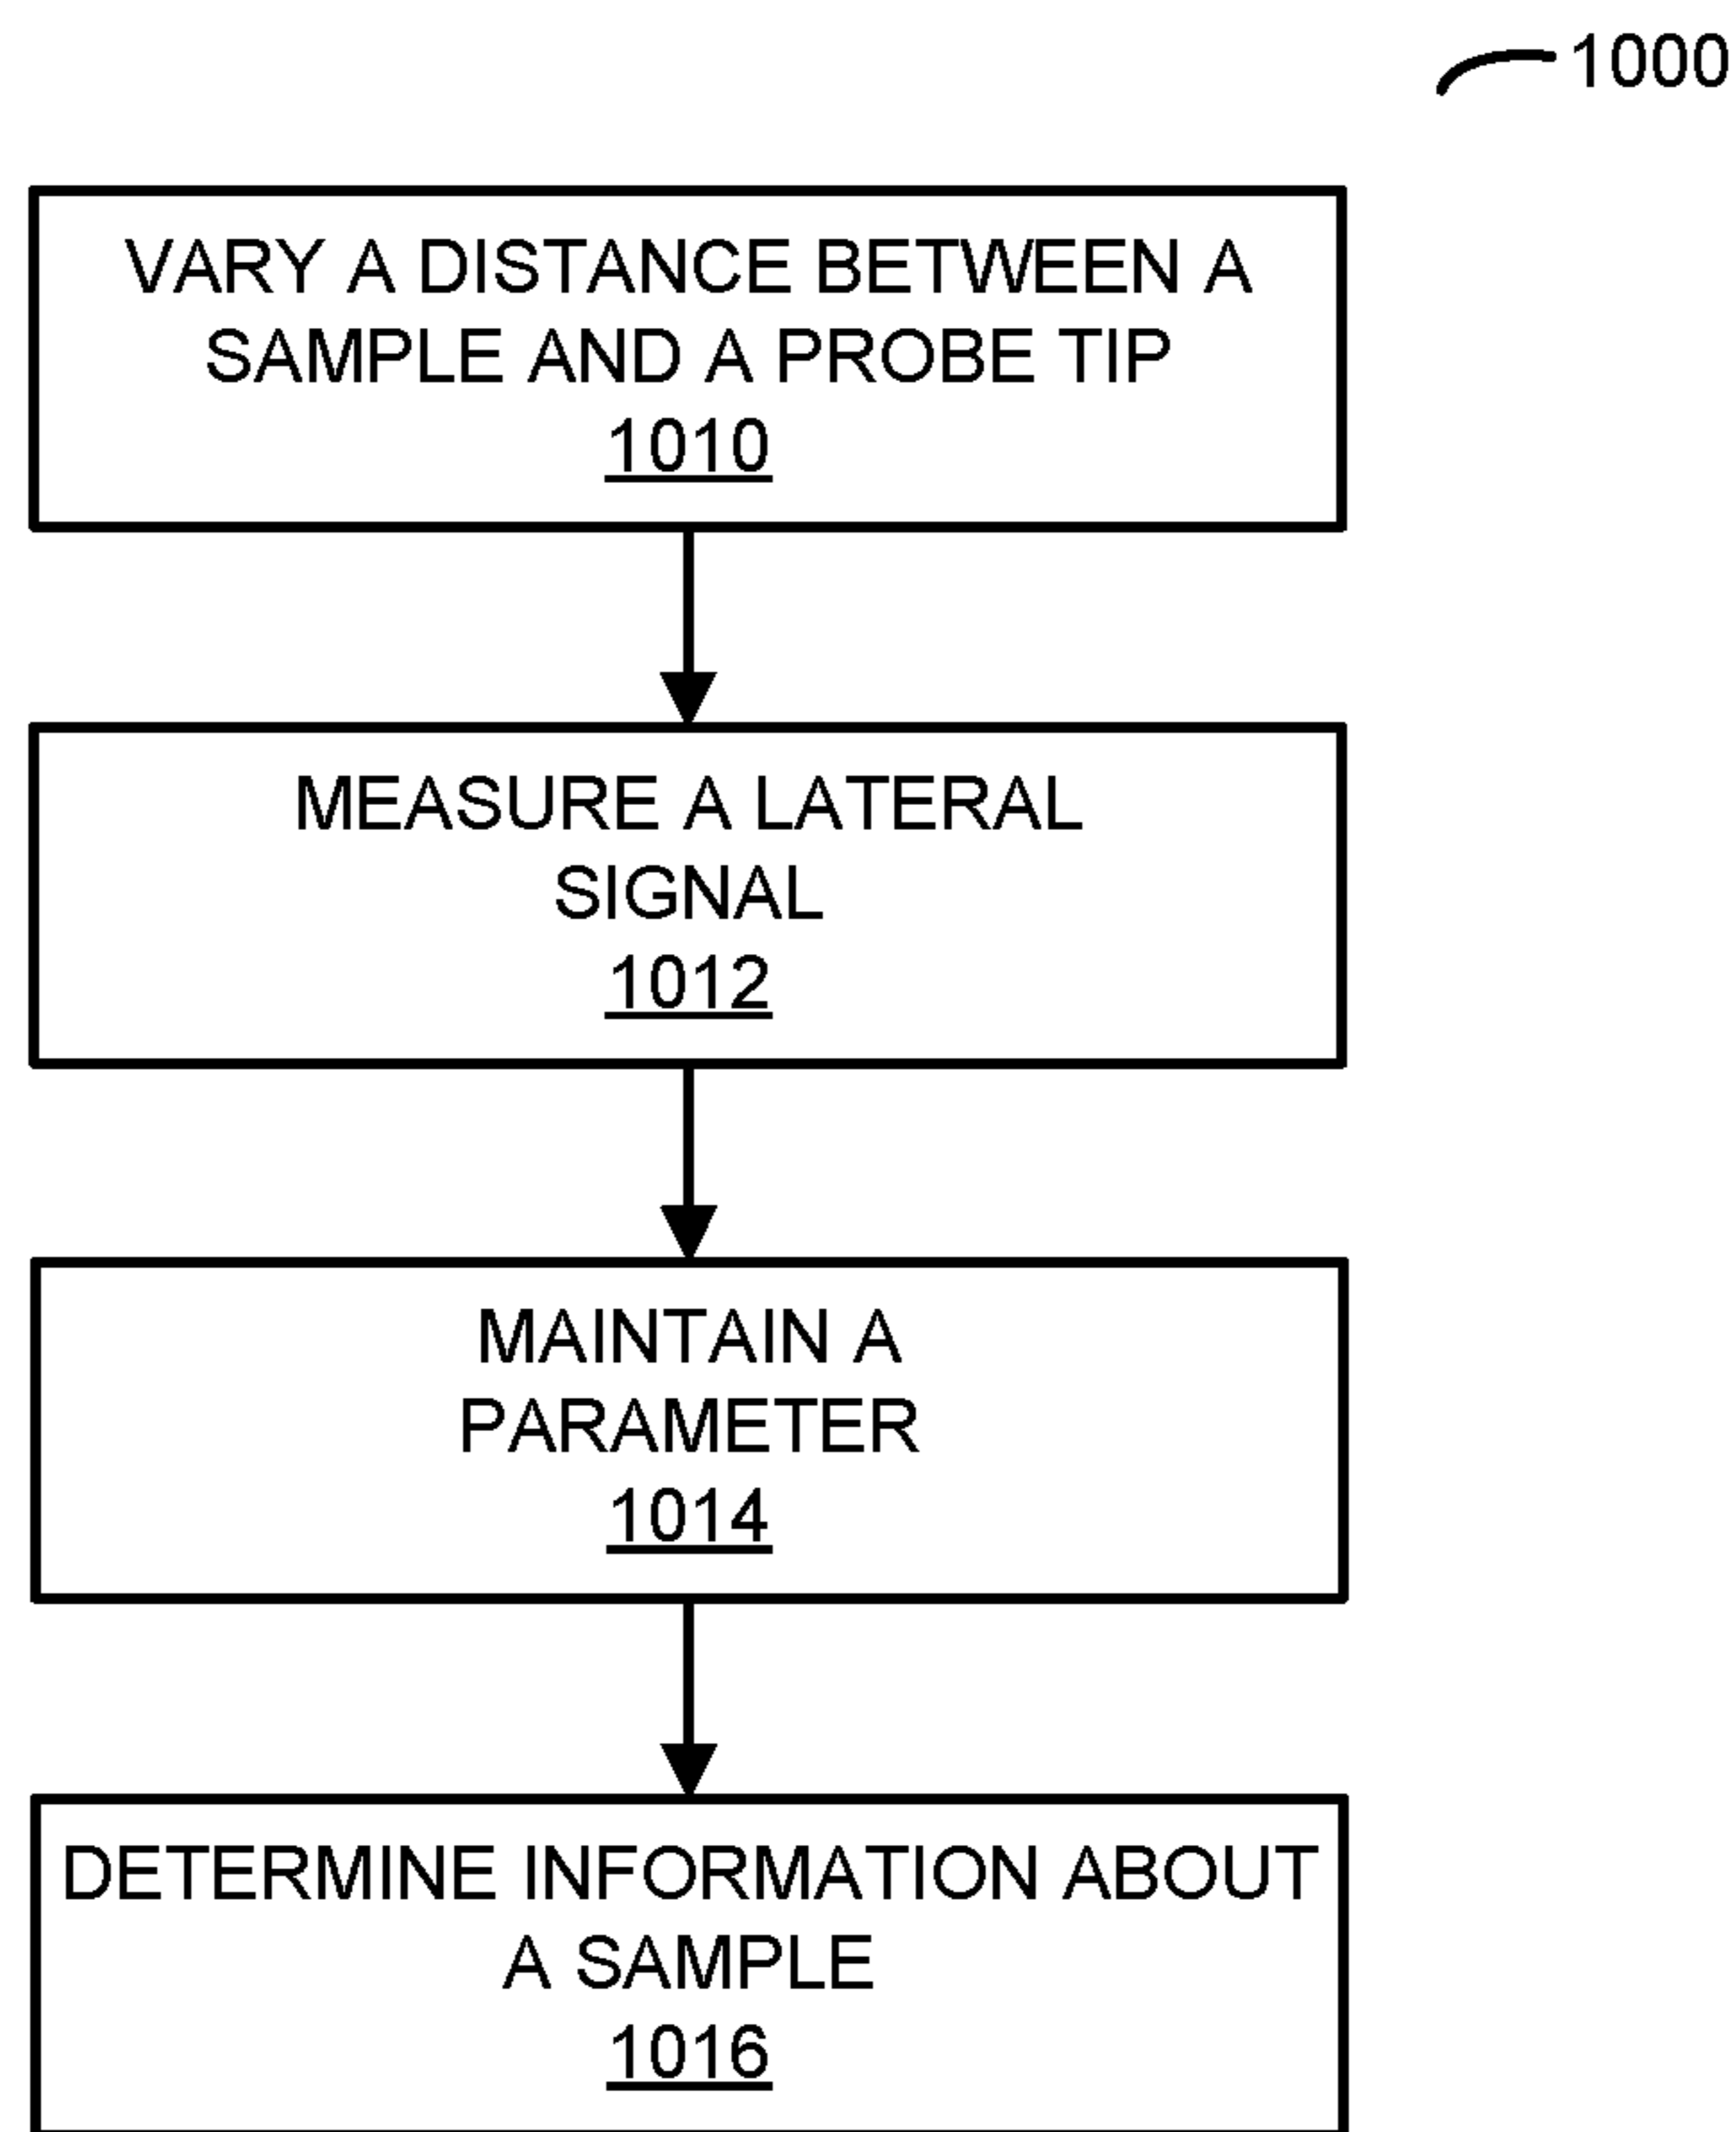 1000
VARY A DISTANCE BETWEEN A
SAMPLE AND A PROBE TIP
1010
MEASURE A LATERAL
SIGNAL
1012
MAINTAIN A
PARAMETER
1014
DETERMINE INFORMATION ABOUT
A SAMPLE
1016